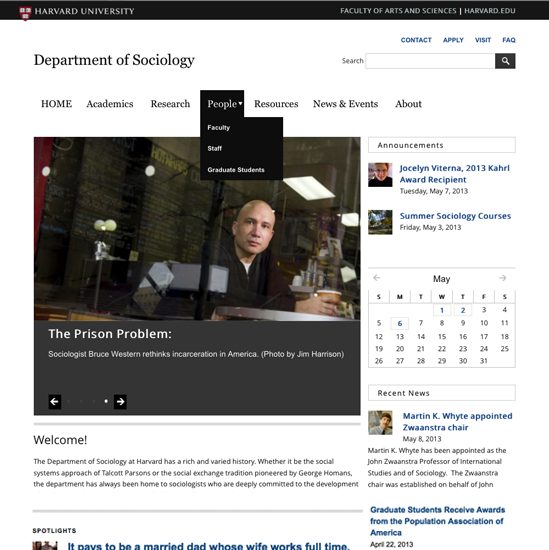 HARVARD UNIVERSITY
FACULTY OF ARTS AND SCIENCES | HARVARD.EDU
CONTACT APPLY VISIT FAQ
Department of Sociology
Search
HOME Academics Research People Resources News & Events About
Faculty
Staff
Graduate Students
The Prison Problem:
Sociologist Bruce Western rethinks incarceration in America. (Photo by Jim Harrison)
Announcements
Jocelyn Viterna, 2013 Kahrl
Award Recipient
Tuesday, May 7, 2013
Summer Sociology Courses
Friday, May 3, 2013
May
S M T W T F S
1 2 3 4
5 6 7 8 9 10 11
12 13 14 15 16 17 18
19 20 21 22 23 24 25
26 27 28 29 30 31
Recent News
Martin K. Whyte appointed
Zwaanstra chair
May 8, 2013
Martin K. Whyte has been appointed as the
John Zwaanstra Professor of International
Studies and of Sociology. The Zwaanstra
chair was established on behalf of John
Graduate Students Receive Awards
from the Population Association of
America
April 22, 2013
Welcome!
The Department of Sociology at Harvard has a rich and varied history. Whether it be the social
systems approach of Talcott Parsons or the social exchange tradition pioneered by George Homans,
the department has always been home to sociologists who are deeply committed to the development
SPOTLIGHTS
It pays to be a married dad whose wife works full time,